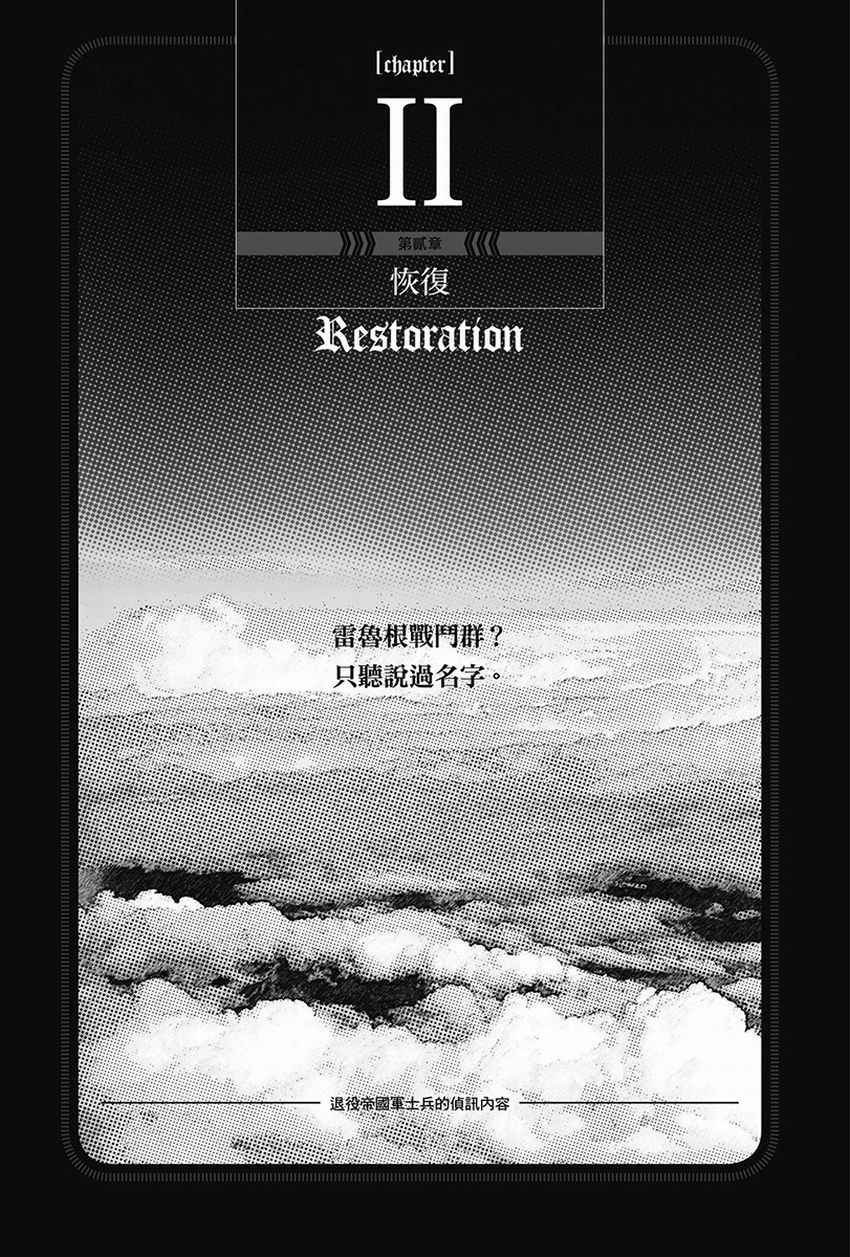 [chapter]
II
第貳章
恢復
Restoration
雷魯根戰鬥群？
只聽說過名字。
退役帝國軍士兵的偵訊內容